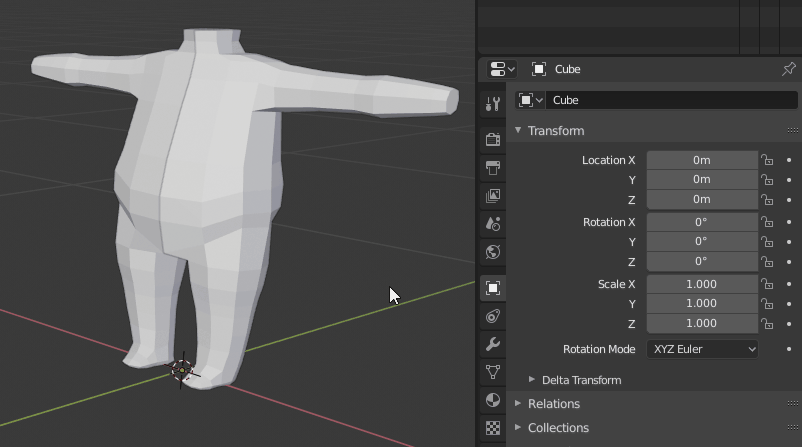 Cube
Cube
Transform
Location X 0m
Y 0m
Z 0m
Rotation X 0°
Y 0°
Z 0°
Scale X 1.000
Y 1.000
Z 1.000
Rotation Mode XYZ Euler
Delta Transform
Relations
Collections